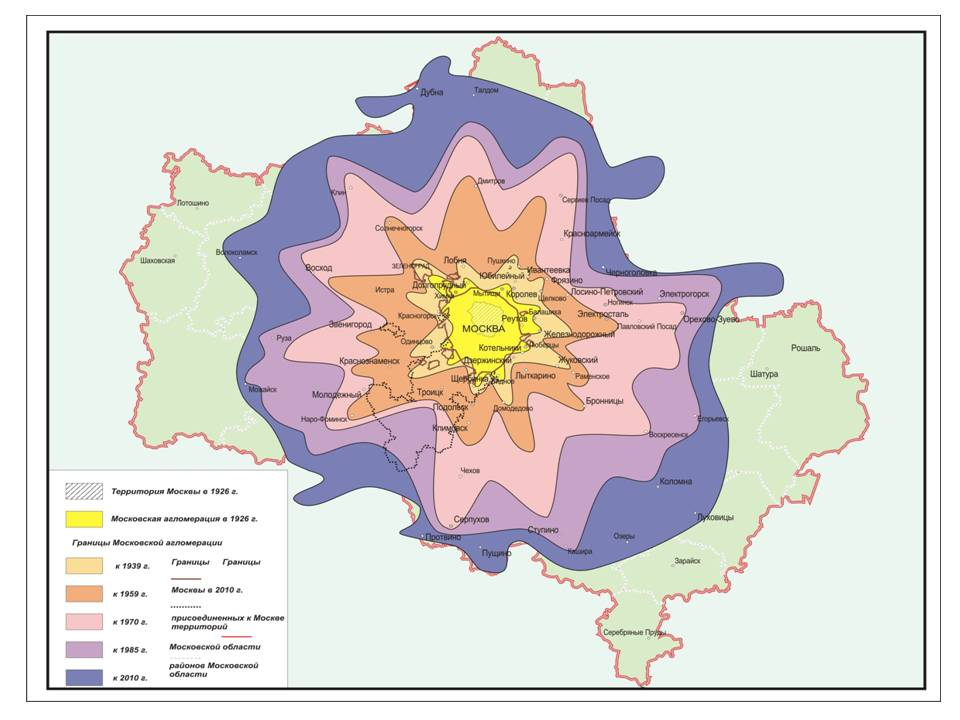 Дубна
Талдом
Дмитров
Клин
Сергиев Посад
Лотошино
Солнечногорск
Красноармейск
Волоколамск
Шаховская
Лобня
Пушкино
ЗЕЛЕНОГРАД
Восход
Ивантеевка
Черноголовка
Юбилейный
Фрязино
Долгопрудный
Истра
Химки
Мытищи
Королев
Щелково
Лосино-Петровский
Электрогорск
Ногинск
Красногорск
Реутов
Балашиха
Электросталь
Орехово-Зуево
Звенигород
МОСКВА
Павловский Посад
Железнодорожный
Руза
Одинцово
Котельники
Люберцы
Рошаль
Краснознаменск
Дзержинский
Жуковский
Шатура
Щербинка
Видное
Лыткарино
Раменское
Можайск
Молодежный
Троицк
Бронницы
Подольск
Домодедово
Наро-Фоминск
Егорьевск
Климовск
Воскресенск
Чехов
Коломна
Серпухов
Луховицы
Ступино
Протвино
Озеры
Пущино
Кашира
Зарайск
Серебряные Пруды
Территория Москвы в 1926 г.
Московская агломерация в 1926 г.
Границы Московской агломерации
к 1939 г.
к 1959 г.
к 1970 г.
к 1985 г.
к 2010 г.
Границы Границы
Москвы в 2010 г.
присоединенных к Москве
территорий
Московской области
районов Московской
области